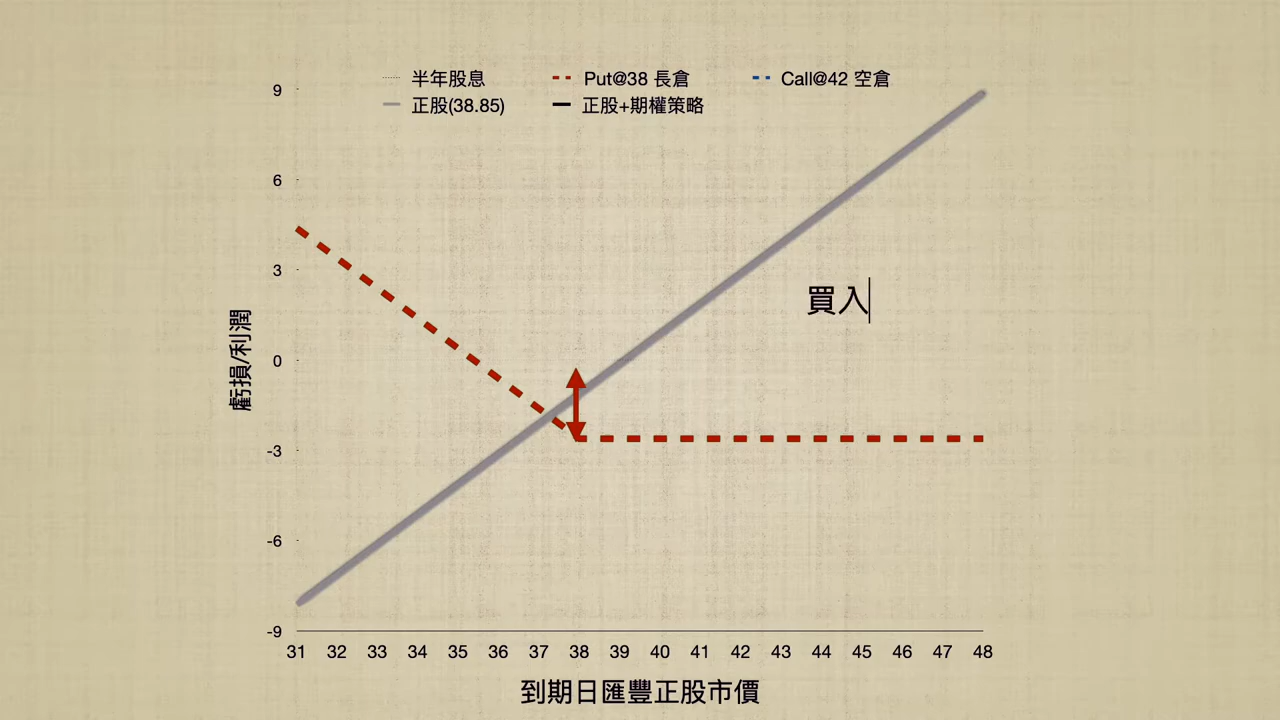 半年股息
Put@38 長倉
Call@42 空倉
正股(38.85)
正股+期權策略
9
6
3
0
-3
-6
-9
虧損/利潤
買入
31 32 33 34 35 36 37 38 39 40 41 42 43 44 45 46 47 48
到期日匯豐正股市價